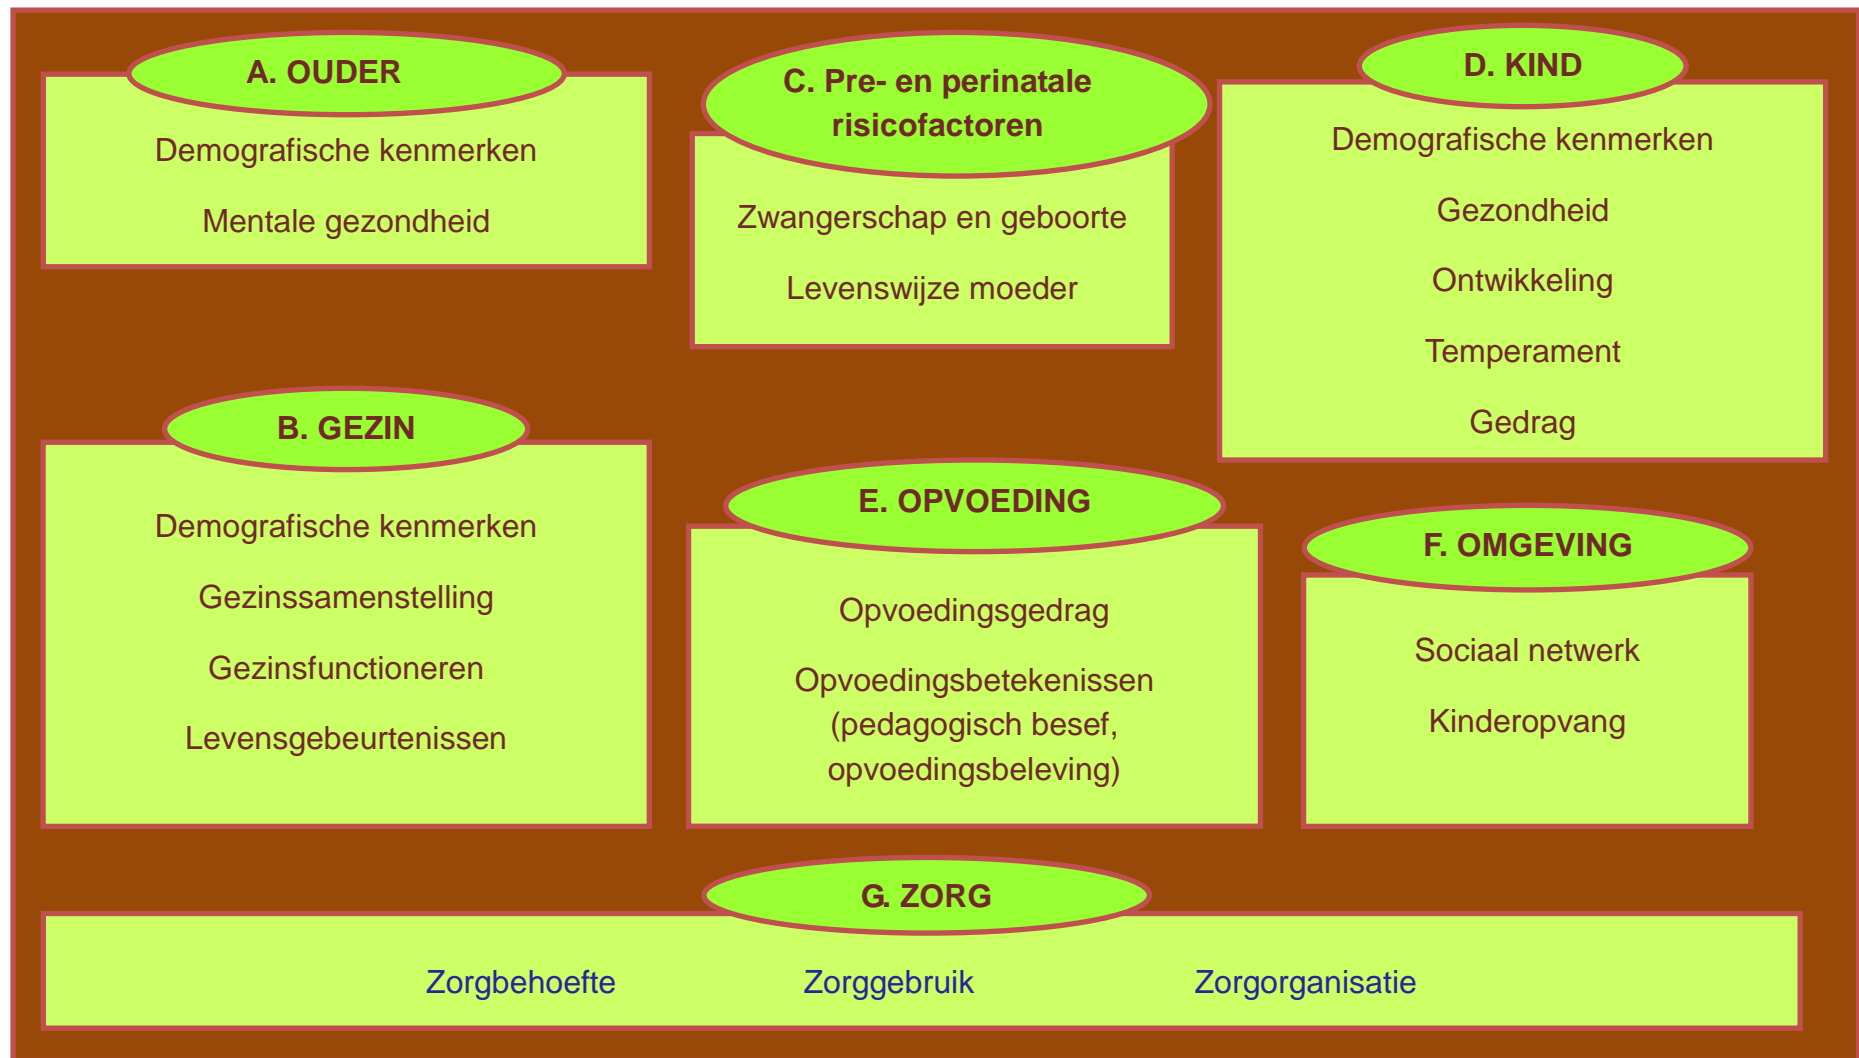 A. OUDER
Demografische kenmerken
Mentale gezondheid
B. GEZIN
Demografische kenmerken
Gezinssamenstelling
Gezinsfunctioneren
Levensgebeurtenissen
C. Pre- en perinatale
risicofactoren
Zwangerschap en geboorte
Levenswijze moeder
D. KIND
Demografische kenmerken
Gezondheid
Ontwikkeling
Temperament
Gedrag
E. OPVOEDING
Opvoedingsgedrag
Opvoedingsbetekenissen
(pedagogisch besef,
opvoedingsbeleving)
F. OMGEVING
Sociaal netwerk
Kinderopvang
G. ZORG
Zorgbehoefte Zorggebruik Zorgorganisatie